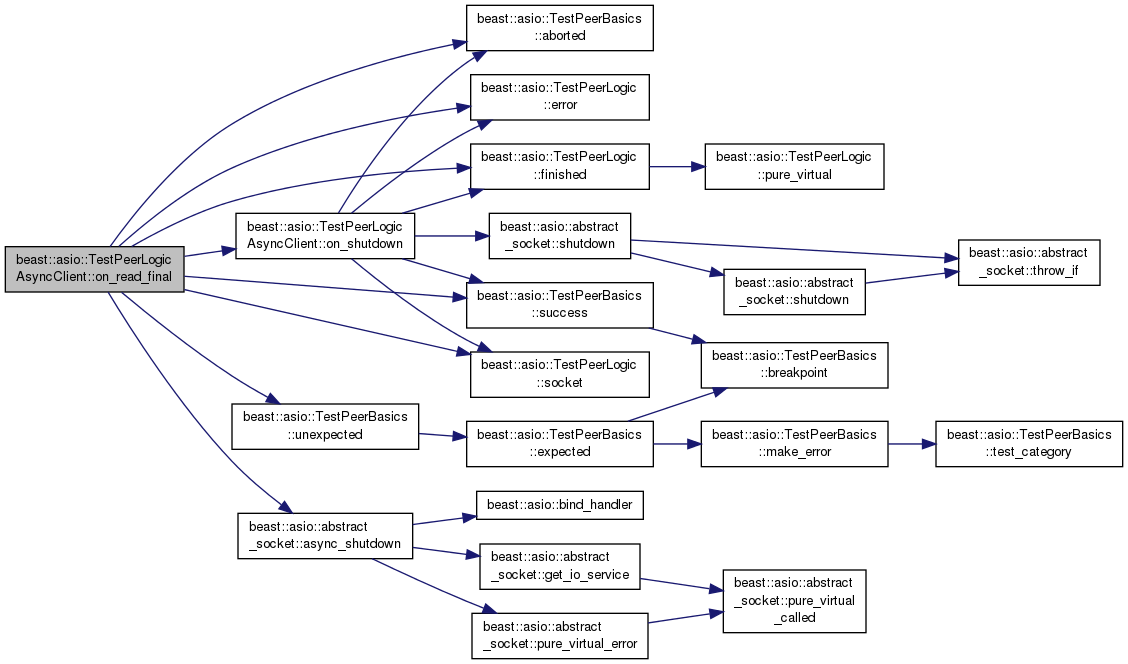 beast::asio::TestPeerBasics
::aborted
beast::asio::TestPeerLogic
::error
beast::asio::TestPeerLogic
::finished
beast::asio::TestPeerLogic
::pure_virtual
beast::asio::TestPeerLogic
AsyncClient::on_shutdown
beast::asio::abstract
_socket::shutdown
beast::asio::abstract
_socket::throw_if
beast::asio::TestPeerLogic
AsyncClient::on_read_final
beast::asio::abstract
_socket::shutdown
beast::asio::TestPeerBasics
::success
beast::asio::TestPeerBasics
::breakpoint
beast::asio::TestPeerLogic
::socket
beast::asio::TestPeerBasics
::unexpected
beast::asio::TestPeerBasics
::expected
beast::asio::TestPeerBasics
::make_error
beast::asio::TestPeerBasics
::test_category
beast::asio::bind_handler
beast::asio::abstract
_socket::async_shutdown
beast::asio::abstract
_socket::get_io_service
beast::asio::abstract
_socket::pure_virtual
_called
beast::asio::abstract
_socket::pure_virtual_error